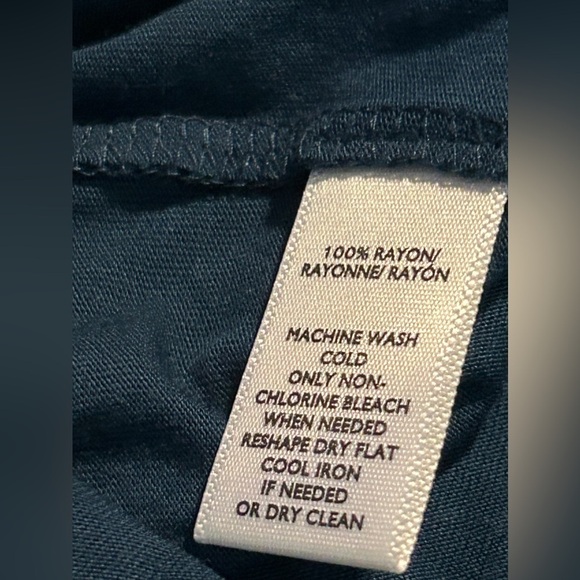 100% RAYON/
RAYONNE/ RAYÓN
MACHINE WASH
COLD
ONLY NON-
CHLORINE BLEACH
WHEN NEEDED
RESHAPE DRY FLAT
COOL IRON
IF NEEDED
OR DRY CLEAN